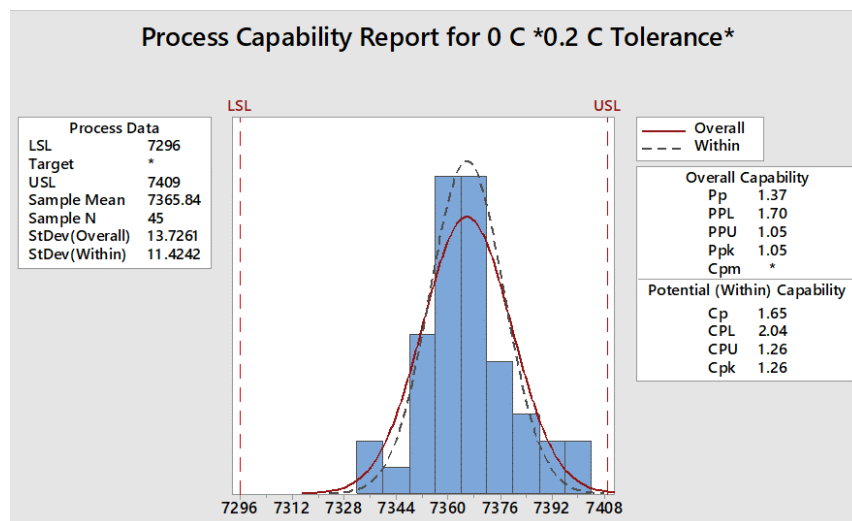 Process Capability Report for 0 C *0.2 C Tolerance*
LSL
USL
Process Data
LSL 7296
Target *
USL 7409
Sample Mean 7365.84
Sample N 45
StDev(Overall) 13.7261
StDev(Within) 11.4242
Overall
Within
Overall Capability
Pp 1.37
PPL 1.70
PPU 1.05
Ppk 1.05
Cpm *
Potential (Within) Capability
Cp 1.65
CPL 2.04
CPU 1.26
Cpk 1.26
7296 7312 7328 7344 7360 7376 7392 7408